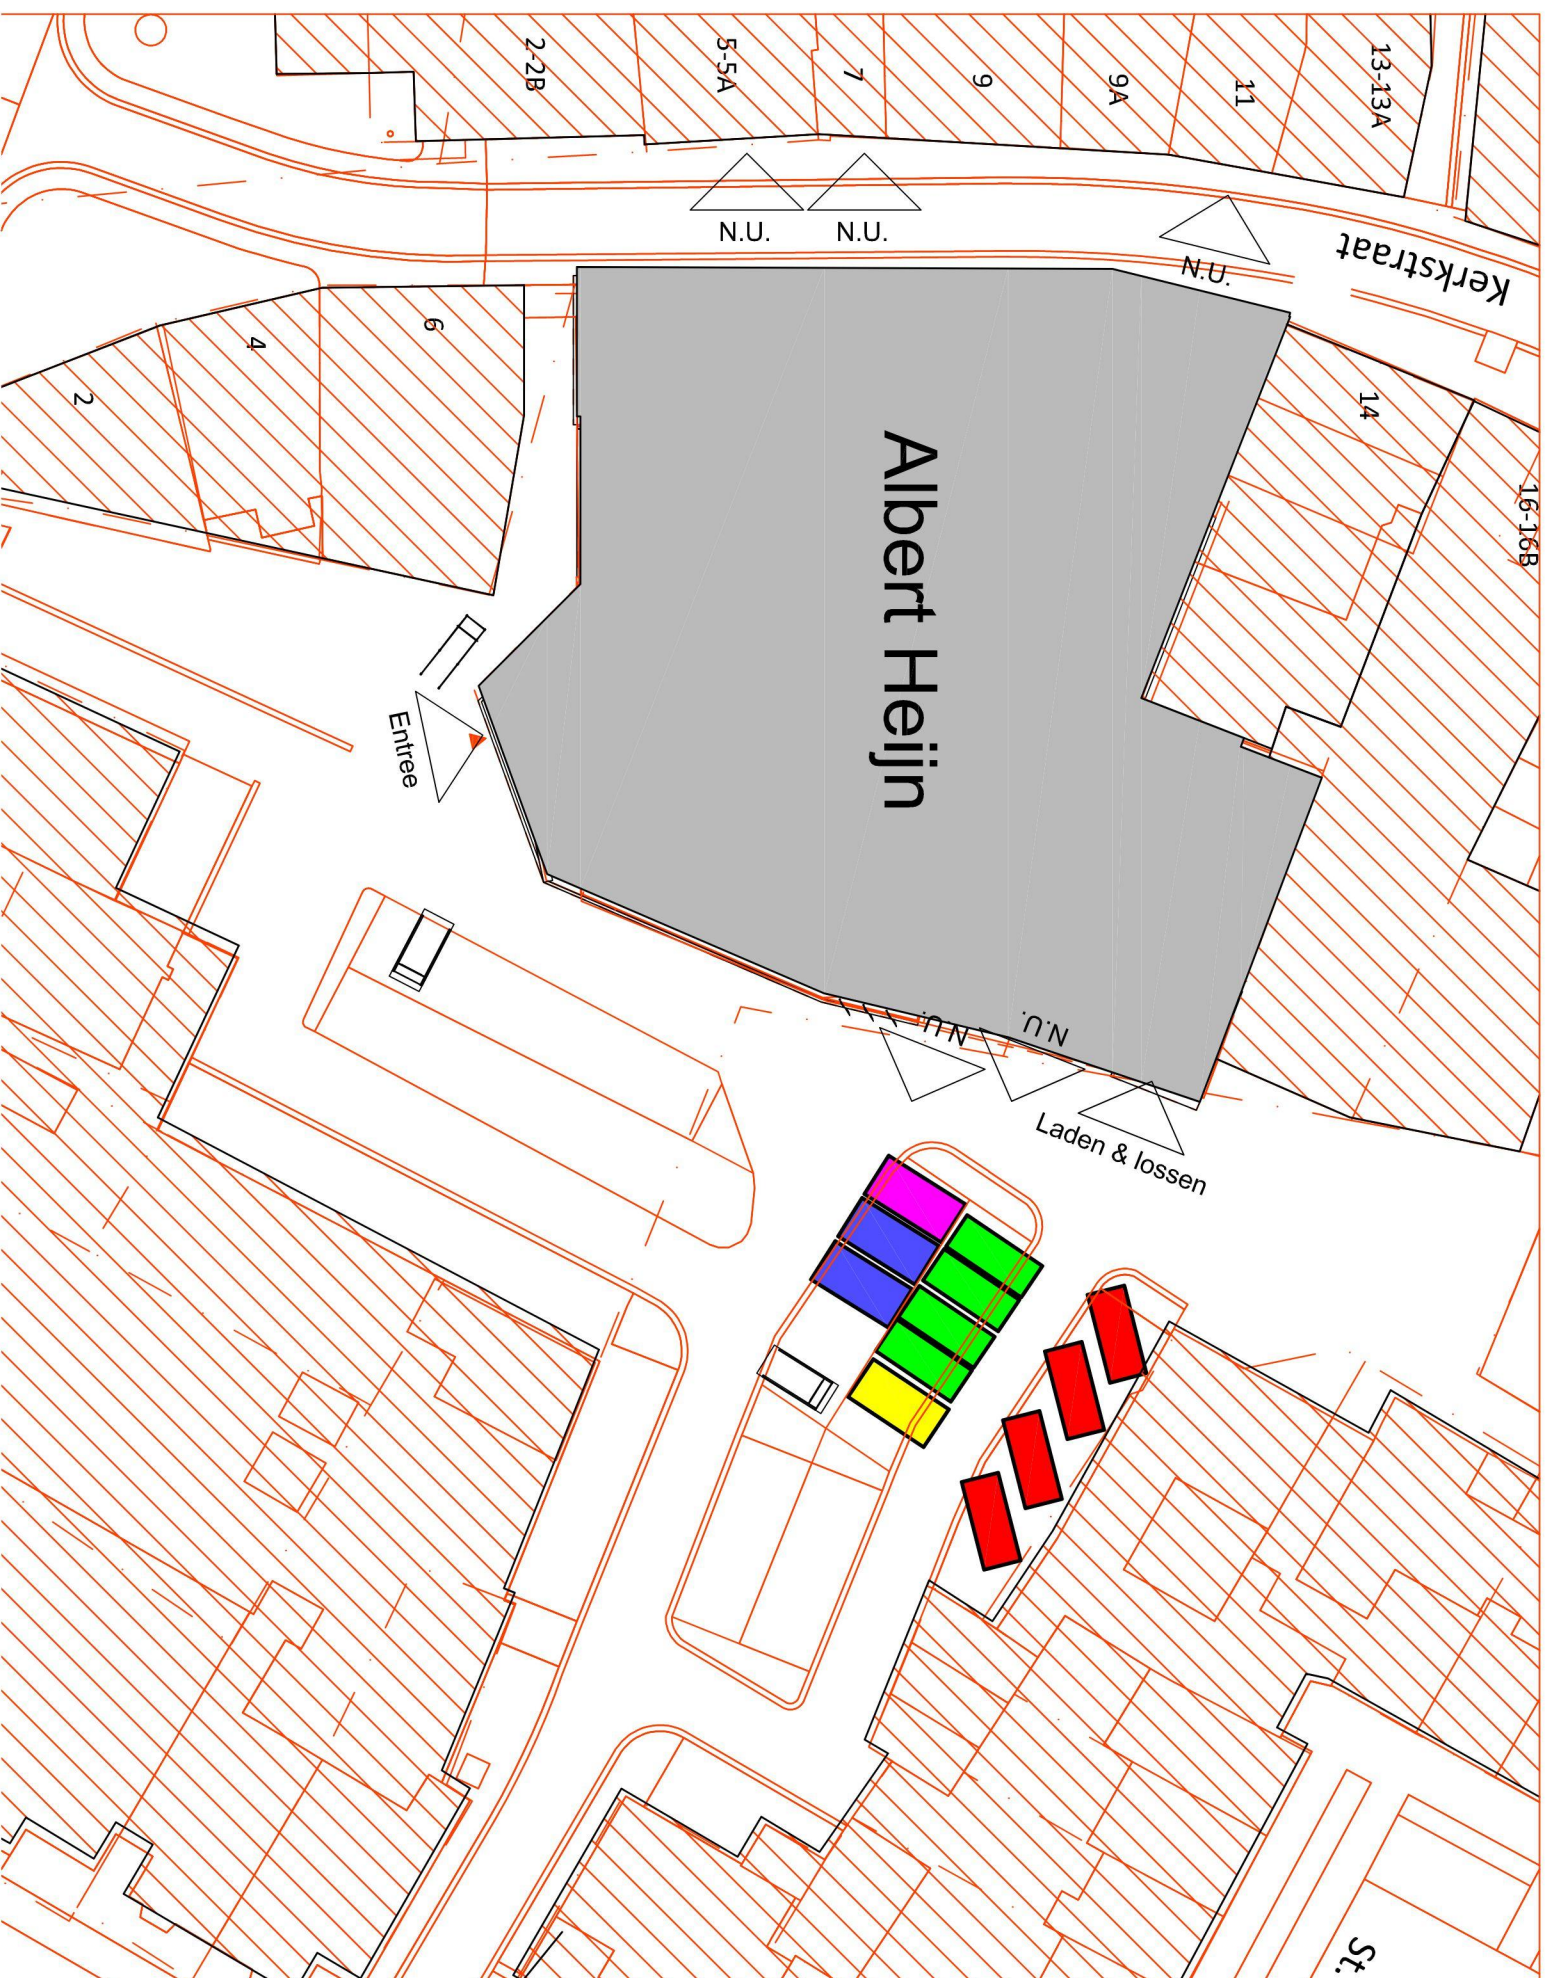 2-2B
5-5A
7
9
9A
11
13-13A
N.U.
N.U.
N.U.
Kerkstraat
2
4
6
14
16-16B
Albert Heijn
Entree
N.U.
N.U.
Laden & lossen
St.